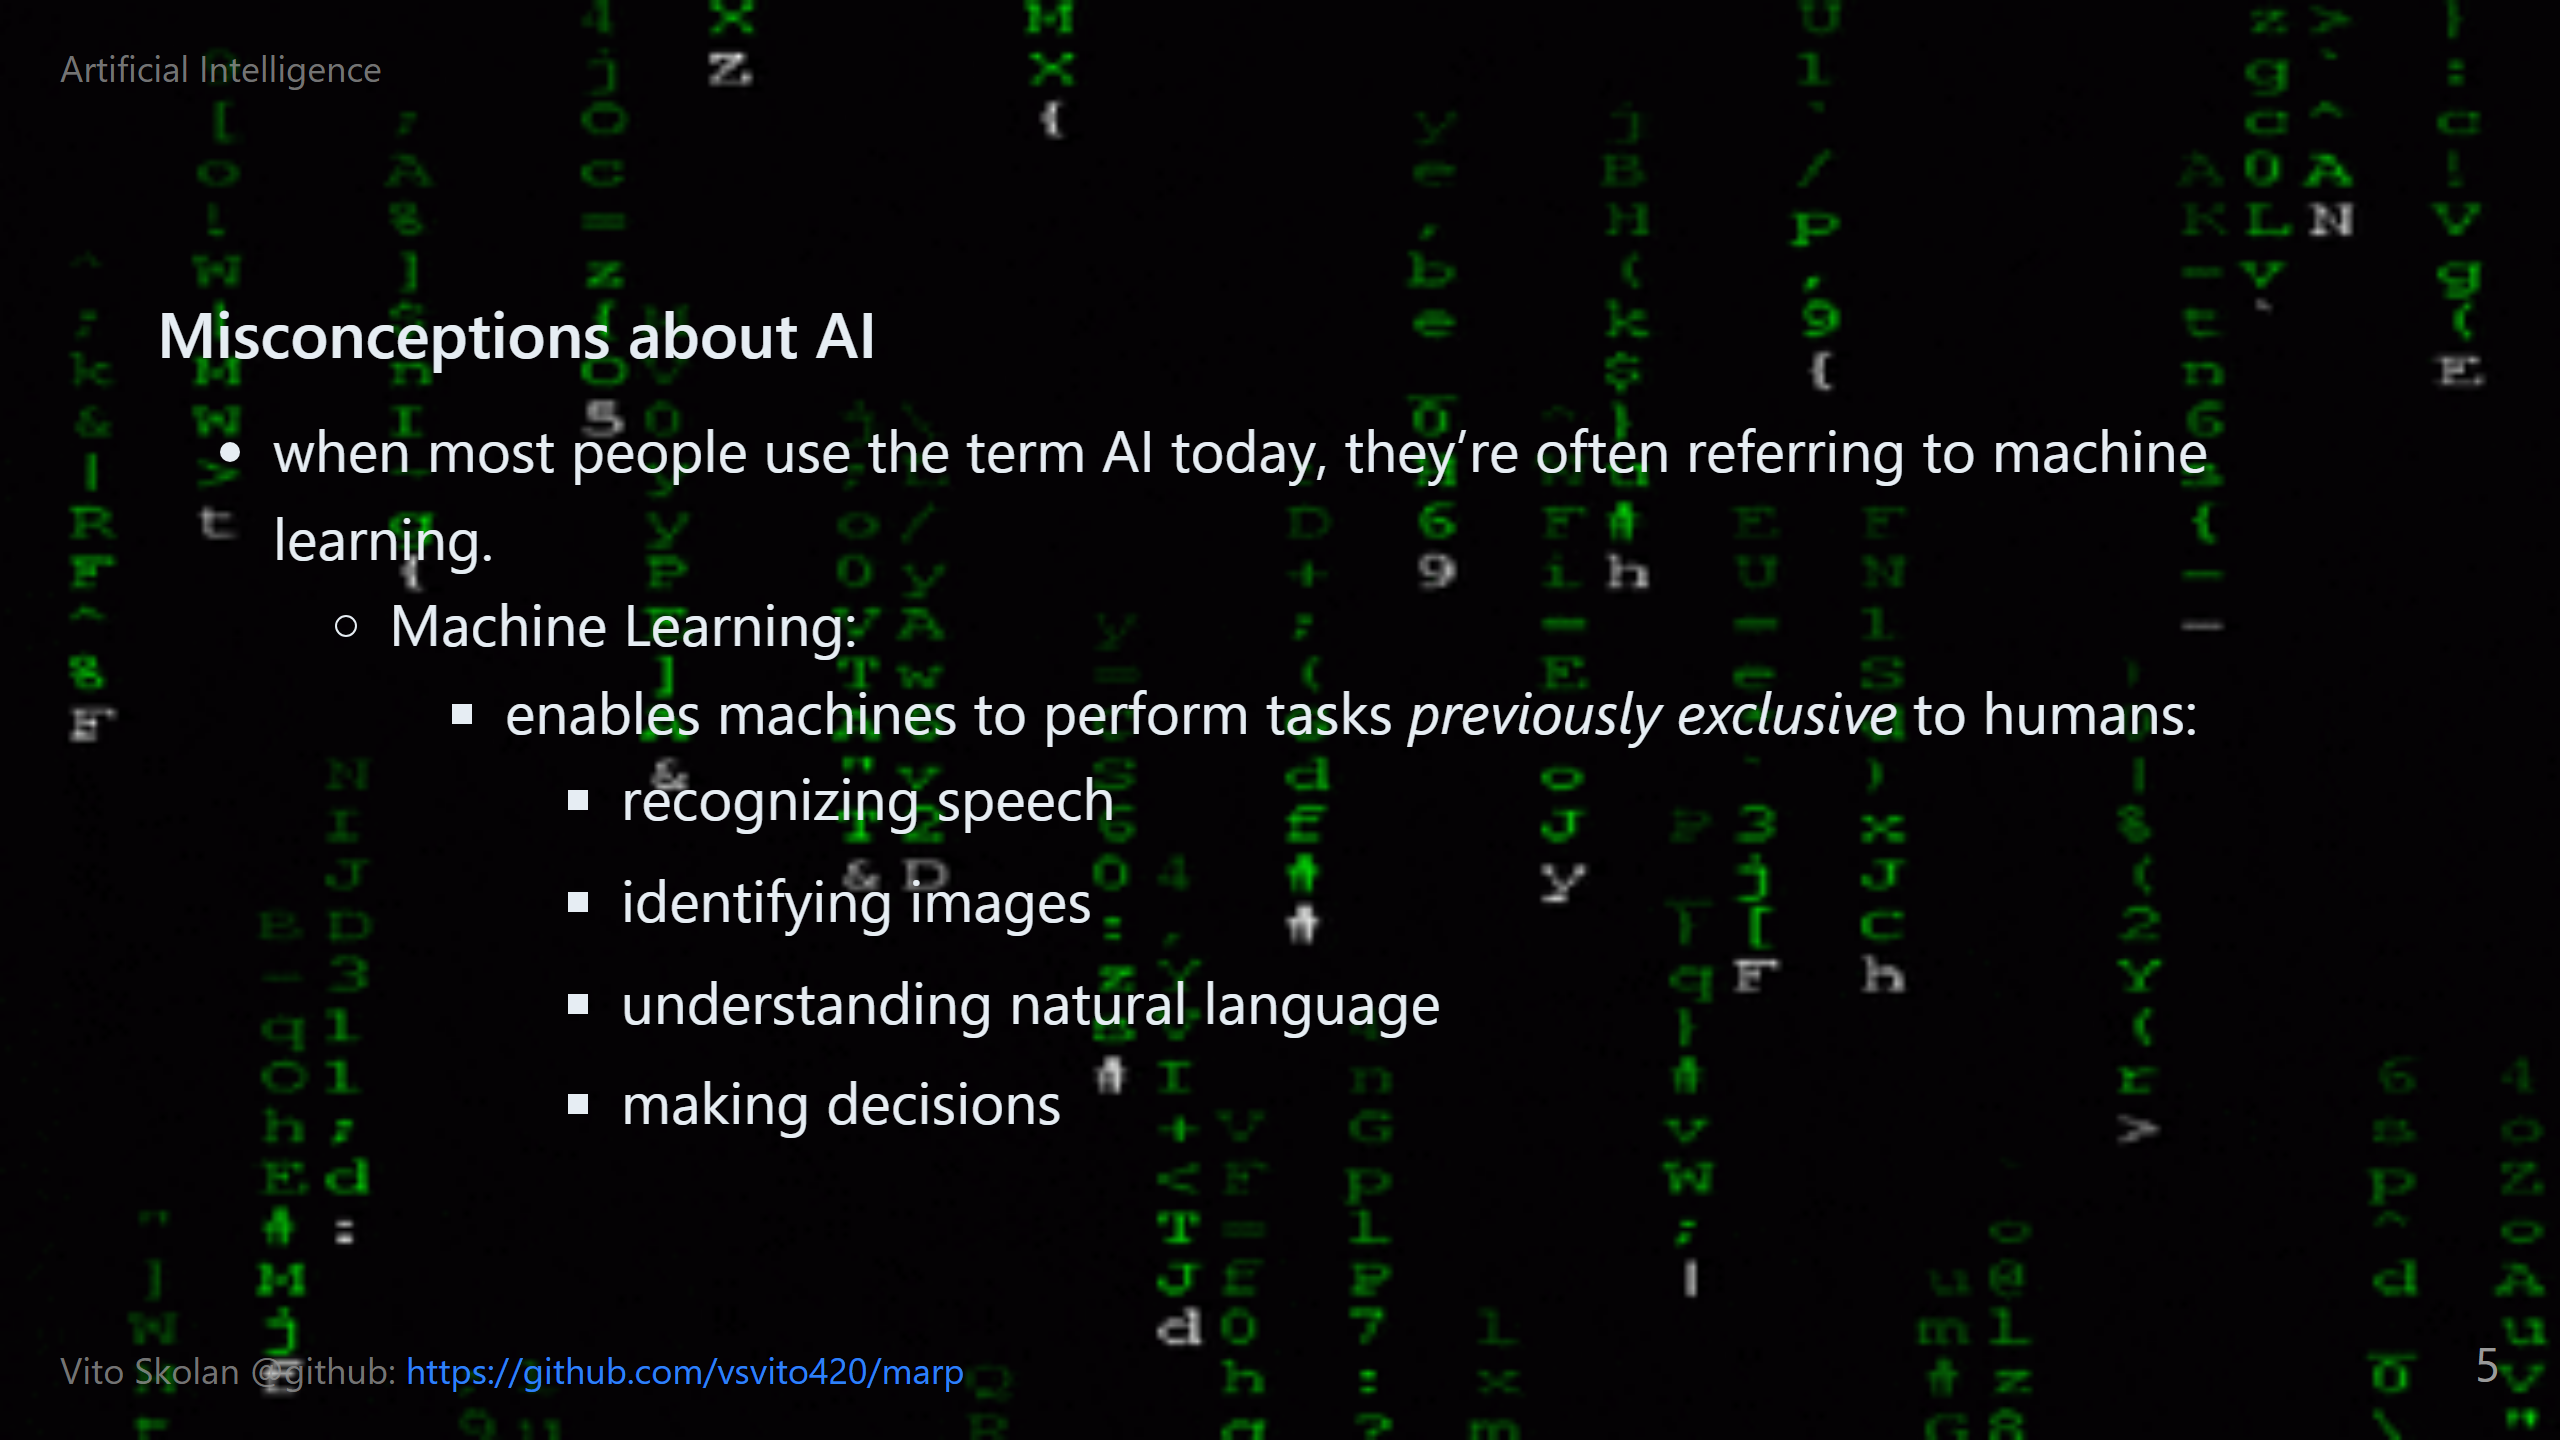 Artificial Intelligence
Misconceptions about AI
• when most people use the term AI today, they’re often referring to machine
learning.
○ Machine Learning:
▪ enables machines to perform tasks previously exclusive to humans:
▪ recognizing speech
▪ identifying images
▪ understanding natural language
▪ making decisions
Vito Skolan @github: https://github.com/vsvito420/marp
5